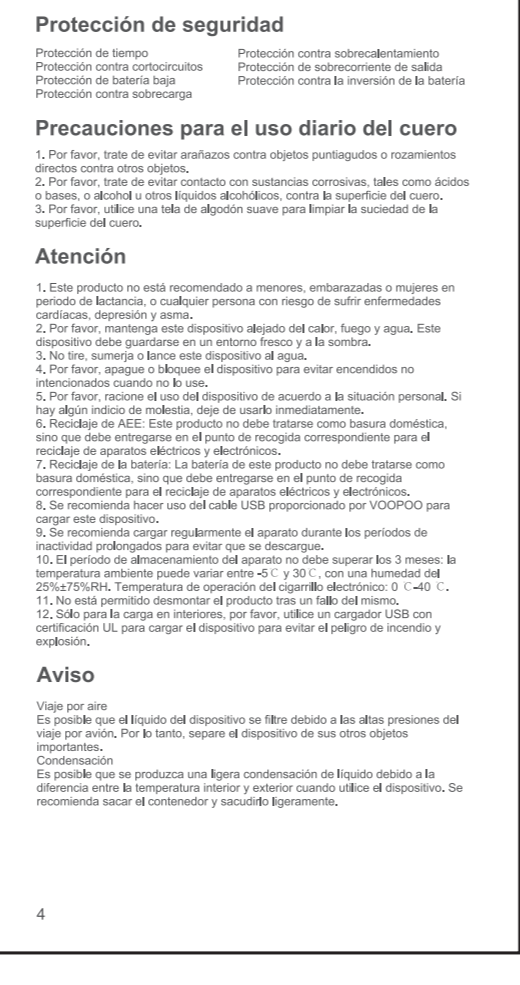 Protección de seguridad
Protección de tiempo
Protección contra cortocircuitos
Protección de batería baja
Protección contra sobrecarga
Protección contra sobrecalentamiento
Protección de sobrecorriente de salida
Protección contra la inversión de la batería
Precauciones para el uso diario del cuero
1. Por favor, trate de evitar arañazos contra objetos puntiagudos o rozamientos
directos contra otros objetos.
2. Por favor, trate de evitar contacto con sustancias corrosivas, tales como ácidos
o bases, o alcohol u otros líquidos alcohólicos, contra la superficie del cuero.
3. Por favor, utilice una tela de algodón suave para limpiar la suciedad de la
superficie del cuero.
Atención
1. Este producto no está recomendado a menores, embarazadas o mujeres en
periodo de lactancia, o cualquier persona con riesgo de sufrir enfermedades
cardíacas, depresión y asma.
2. Por favor, mantenga este dispositivo alejado del calor, fuego y agua. Este
dispositivo debe guardarse en un entorno fresco y a la sombra.
3. No tire, sumerja o lance este dispositivo al agua.
4. Por favor, apague o bloquee el dispositivo para evitar encendidos no
intencionados cuando no lo use.
5. Por favor, racione el uso del dispositivo de acuerdo a la situación personal. Si
hay algún indicio de molestia, deje de usarlo inmediatamente.
6. Reciclaje de AEE: Este producto no debe tratarse como basura doméstica,
sino que debe entregarse en el punto de recogida correspondiente para el
reciclaje de aparatos eléctricos y electrónicos.
7. Reciclaje de la batería: La batería de este producto no debe tratarse como
basura doméstica, sino que debe entregarse en el punto de recogida
correspondiente para el reciclaje de aparatos eléctricos y electrónicos.
8. Se recomienda hacer uso del cable USB proporcionado por VOOPOO para
cargar este dispositivo.
9. Se recomienda cargar regularmente el aparato durante los períodos de
inactividad prolongados para evitar que se descargue.
10. El período de almacenamiento del aparato no debe superar los 3 meses: la
temperatura ambiente puede variar entre -5℃ y 30℃, con una humedad del
25%±75%RH. Temperatura de operación del cigarrillo electrónico: 0 ℃-40 ℃.
11. No está permitido desmontar el producto tras un fallo del mismo.
12. Sólo para la carga en interiores, por favor, utilice un cargador USB con
certificación UL para cargar el dispositivo para evitar el peligro de incendio y
explosión.
Aviso
Viaje por aire
Es posible que el líquido del dispositivo se filtre debido a las altas presiones del
viaje por avión. Por lo tanto, separe el dispositivo de sus otros objetos
importantes.
Condensación
Es posible que se produzca una ligera condensación de líquido debido a la
diferencia entre la temperatura interior y exterior cuando utilice el dispositivo. Se
recomienda sacar el contenedor y sacudirlo ligeramente.
4